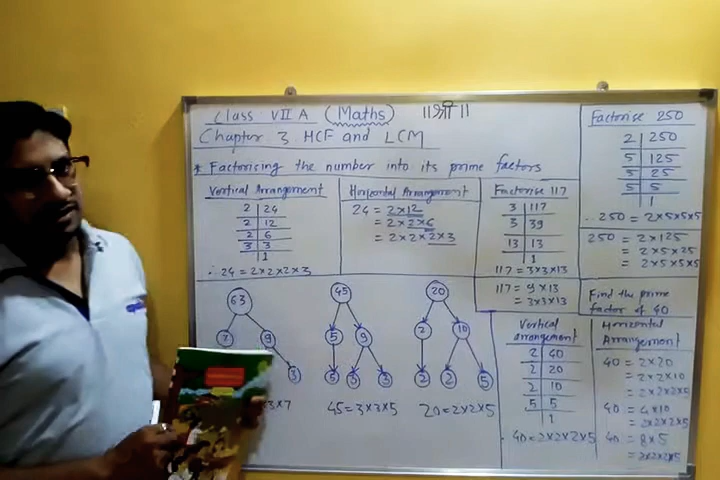 Class VII A (Maths) ॥श्री॥
Chapter 3 HCF and LCM
* Factorising the number into its prime factors
Vertical Arrangement
2 | 24
2 | 12
2 | 6
3 | 3
1
∴ 24 = 2×2×2×3
Horizontal Arrangement
24 = 2×12
= 2×2×6
= 2×2×2×3
Factorise 117
3 | 117
3 | 39
13 | 13
1
117 = 3×3×13
117 = 9×13
= 3×3×13
Factorise 250
2 | 250
5 | 125
5 | 25
5 | 5
1
∴ 250 = 2×5×5×5
250 = 2×125
= 2×5×25
= 2×5×5×5
63
7 9
3
3×7
45
5 9
5 3 3
45 = 3×3×5
20
2 10
2 2 5
20 = 2×2×5
Find the prime
factor of 40
Vertical
arrangement
2 | 40
2 | 20
2 | 10
5 | 5
1
40 = 2×2×2×5
Horizontal
Arrangement
40 = 2×20
= 2×2×10
= 2×2×2×5
40 = 4×10
= 2×2×2×5
40 = 8×5
= 2×2×2×5